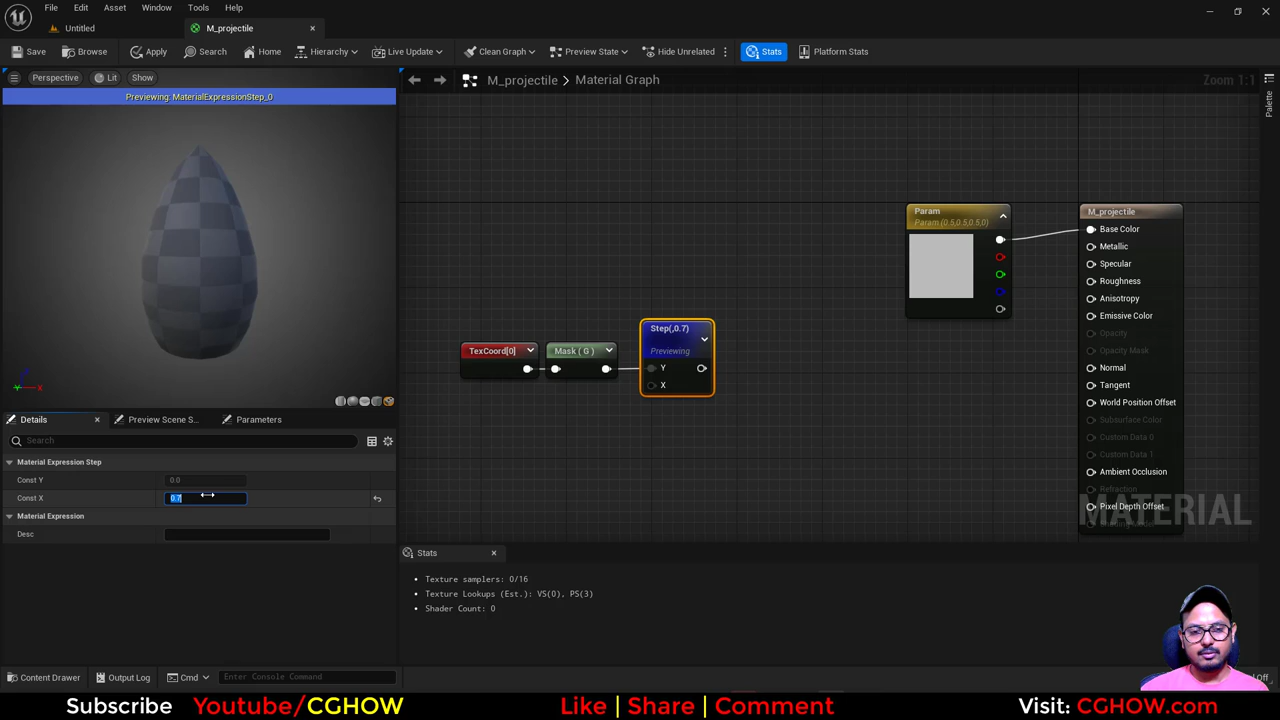 File Edit Asset Window Tools Help
Untitled M_projectile
Save Browse Apply Search Home Hierarchy Live Update Clean Graph Preview State Hide Unrelated Stats Platform Stats
Perspective Lit Show
M_projectile > Material Graph Zoom 1:1
Palette
Previewing: MaterialExpressionStep_0
Param
Param (0.5,0.5,0.5,0)
M_projectile
Base Color
Metallic
Specular
Roughness
Anisotropy
Emissive Color
Opacity
Opacity Mask
Normal
Tangent
World Position Offset
Subsurface Color
Custom Data 0
Custom Data 1
Ambient Occlusion
Refraction
Pixel Depth Offset
TexCoord[0] Mask ( G ) Step(,0.7)
Previewing
Y
X
MATERIAL
Details Preview Scene S... Parameters
Search
Material Expression Step
Const Y 0.0
Const X 0.7
Material Expression
Desc
Stats
Texture samplers: 0/16
Texture Lookups (Est.): VS(0), PS(3)
Shader Count: 0
Content Drawer Output Log Cmd Enter Console Command Off
Subscribe Youtube/CGHOW Like | Share | Comment Visit: CGHOW.com